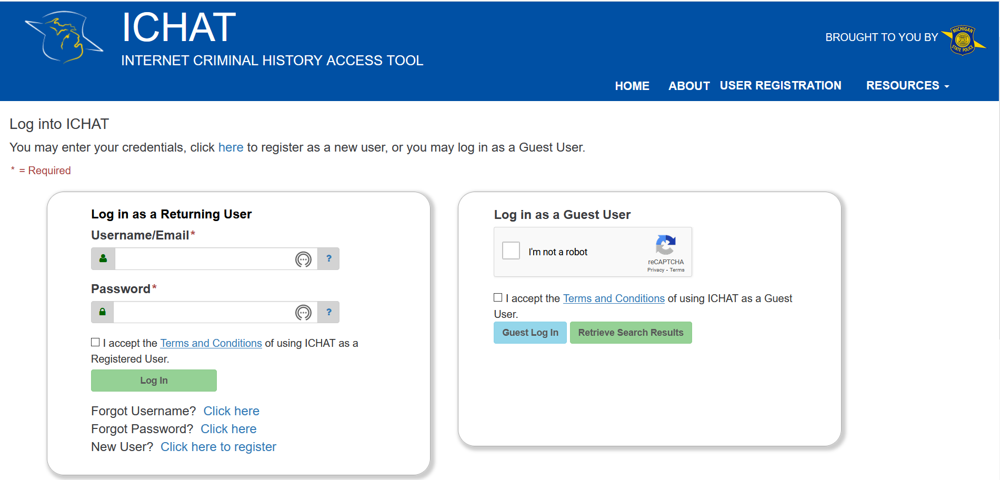 ICHAT
INTERNET CRIMINAL HISTORY ACCESS TOOL
BROUGHT TO YOU BY
MICHIGAN
STATE POLICE
HOME ABOUT USER REGISTRATION RESOURCES
Log into ICHAT
You may enter your credentials, click here to register as a new user, or you may log in as a Guest User.
* = Required
Log in as a Returning User
Username/Email*
?
Password*
?
I accept the Terms and Conditions of using ICHAT as a
Registered User.
Log In
Forgot Username? Click here
Forgot Password? Click here
New User? Click here to register
Log in as a Guest User
I'm not a robot
reCAPTCHA
Privacy - Terms
I accept the Terms and Conditions of using ICHAT as a Guest
User.
Guest Log In Retrieve Search Results